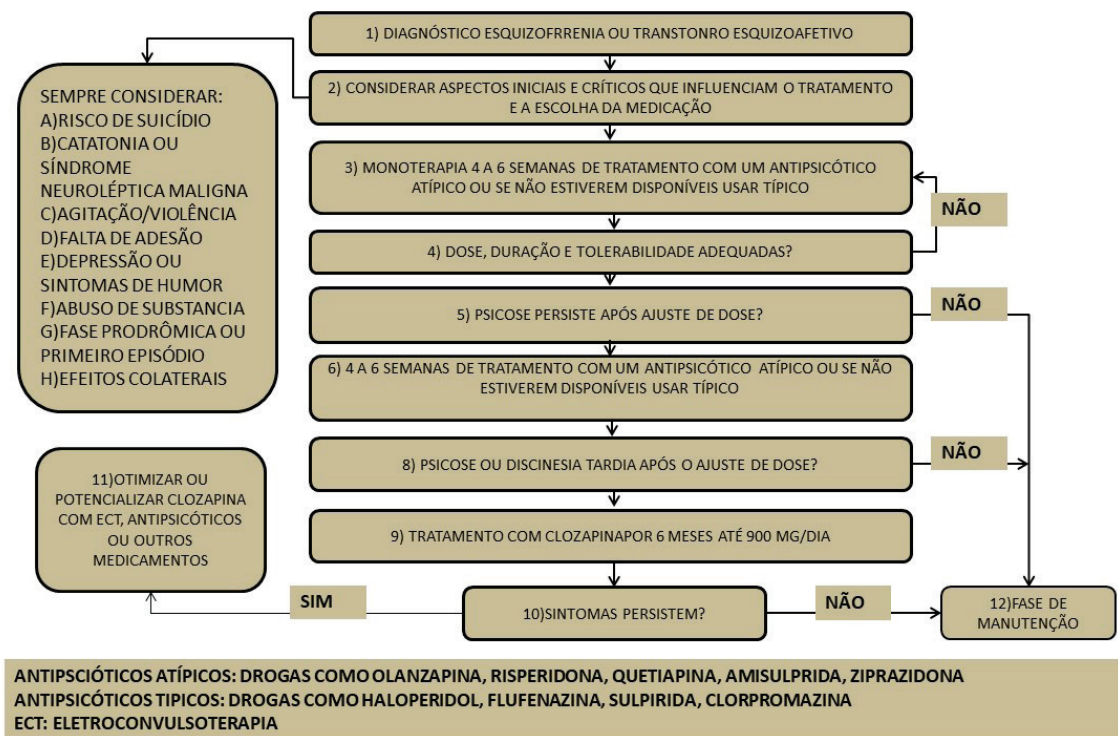 1) DIAGNÓSTICO ESQUIZOFRRENIA OU TRANSTONRO ESQUIZOAFETIVO
2) CONSIDERAR ASPECTOS INICIAIS E CRÍTICOS QUE INFLUENCIAM O TRATAMENTO
E A ESCOLHA DA MEDICAÇÃO
SEMPRE CONSIDERAR:
A)RISCO DE SUICÍDIO
B)CATATONIA OU
SÍNDROME
NEUROLÉPTICA MALIGNA
C)AGITAÇÃO/VIOLÊNCIA
D)FALTA DE ADESÃO
E)DEPRESSÃO OU
SINTOMAS DE HUMOR
F)ABUSO DE SUBSTANCIA
G)FASE PRODRÔMICA OU
PRIMEIRO EPISÓDIO
H)EFEITOS COLATERAIS
3) MONOTERAPIA 4 A 6 SEMANAS DE TRATAMENTO COM UM ANTIPSICÓTICO
ATÍPICO OU SE NÃO ESTIVEREM DISPONÍVEIS USAR TÍPICO
NÃO
4) DOSE, DURAÇÃO E TOLERABILIDADE ADEQUADAS?
5) PSICOSE PERSISTE APÓS AJUSTE DE DOSE?
NÃO
6) 4 A 6 SEMANAS DE TRATAMENTO COM UM ANTIPSICÓTICO ATÍPICO OU SE NÃO
ESTIVEREM DISPONÍVEIS USAR TÍPICO
8) PSICOSE OU DISCINESIA TARDIA APÓS O AJUSTE DE DOSE?
NÃO
9) TRATAMENTO COM CLOZAPINAPOR 6 MESES ATÉ 900 MG/DIA
11)OTIMIZAR OU
POTENCIALIZAR CLOZAPINA
COM ECT, ANTIPSICÓTICOS
OU OUTROS
MEDICAMENTOS
SIM
10)SINTOMAS PERSISTEM?
NÃO
12)FASE DE
MANUTENÇÃO
ANTIPSCIÓTICOS ATÍPICOS: DROGAS COMO OLANZAPINA, RISPERIDONA, QUETIAPINA, AMISULPRIDA, ZIPRAZIDONA
ANTIPSICÓTICOS TIPICOS: DROGAS COMO HALOPERIDOL, FLUFENAZINA, SULPIRIDA, CLORPROMAZINA
ECT: ELETROCONVULSOTERAPIA